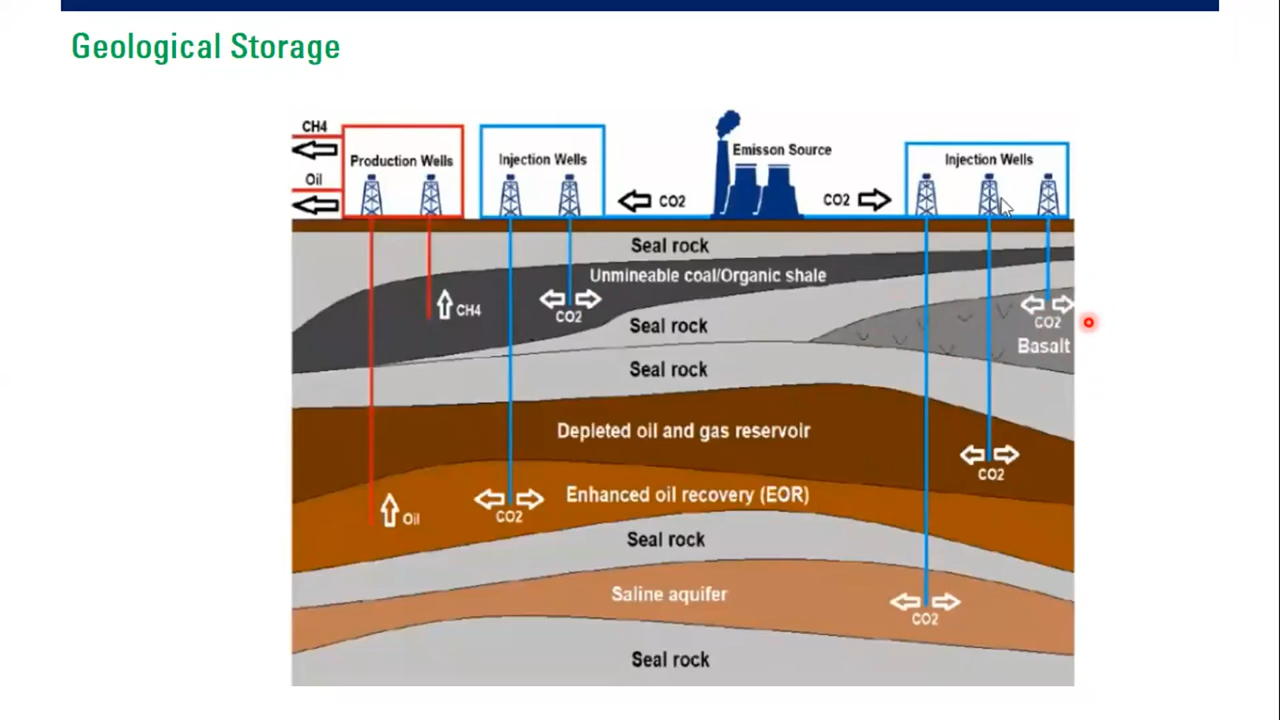 Geological Storage
CH4
Production Wells
Injection Wells
Emisson Source
Injection Wells
Oil
CO2
CO2
Seal rock
Unmineable coal/Organic shale
CH4
CO2
Seal rock
CO2
Basalt
Seal rock
Depleted oil and gas reservoir
CO2
Enhanced oil recovery (EOR)
Oil
CO2
Seal rock
Saline aquifer
CO2
Seal rock